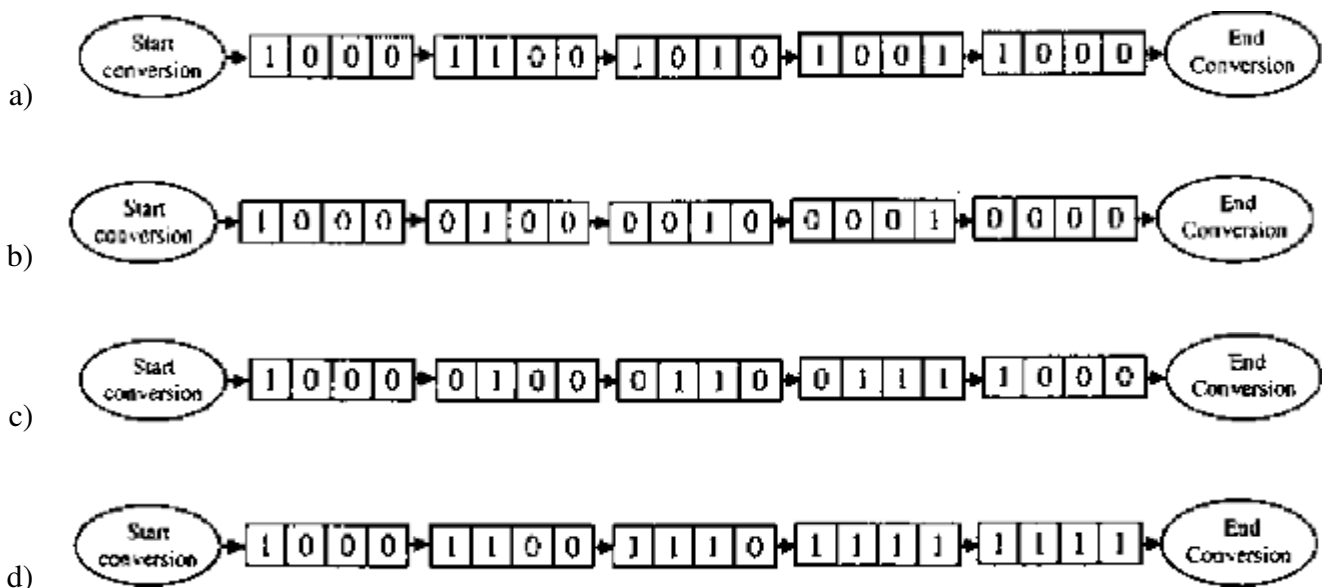 a) Start conversion 1 0 0 0 1 1 0 0 1 0 1 0 1 0 0 1 1 0 0 0 End Conversion
b) Start conversion 1 0 0 0 0 1 0 0 0 0 1 0 0 0 0 1 0 0 0 0 End Conversion
c) Start conversion 1 0 0 0 0 1 0 0 0 1 1 0 0 1 1 1 1 0 0 0 End Conversion
d) Start conversion 1 0 0 0 1 1 0 0 1 1 1 0 1 1 1 1 1 1 1 1 End Conversion